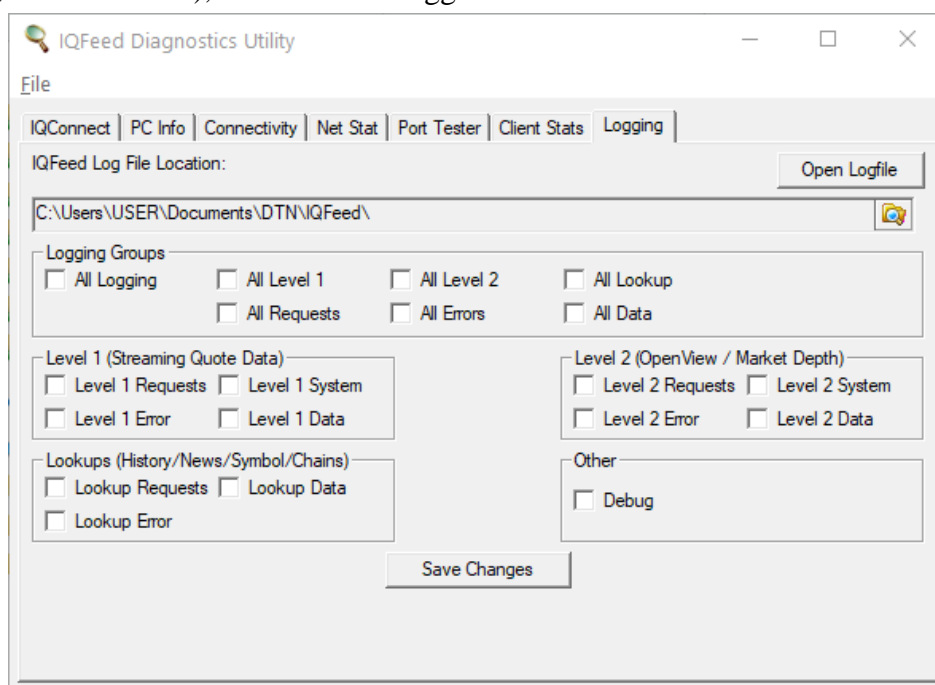 IQFeed Diagnostics Utility
File
IQConnect PC Info Connectivity Net Stat Port Tester Client Stats Logging
IQFeed Log File Location:
Open Logfile
C:\Users\USER\Documents\DTN\IQFeed\
Logging Groups
All Logging All Level 1 All Level 2 All Lookup
All Requests All Errors All Data
Level 1 (Streaming Quote Data) Level 2 (OpenView / Market Depth)
Level 1 Requests Level 1 System Level 2 Requests Level 2 System
Level 1 Error Level 1 Data Level 2 Error Level 2 Data
Lookups (History/News/Symbol/Chains) Other
Lookup Requests Lookup Data
Debug
Lookup Error
Save Changes